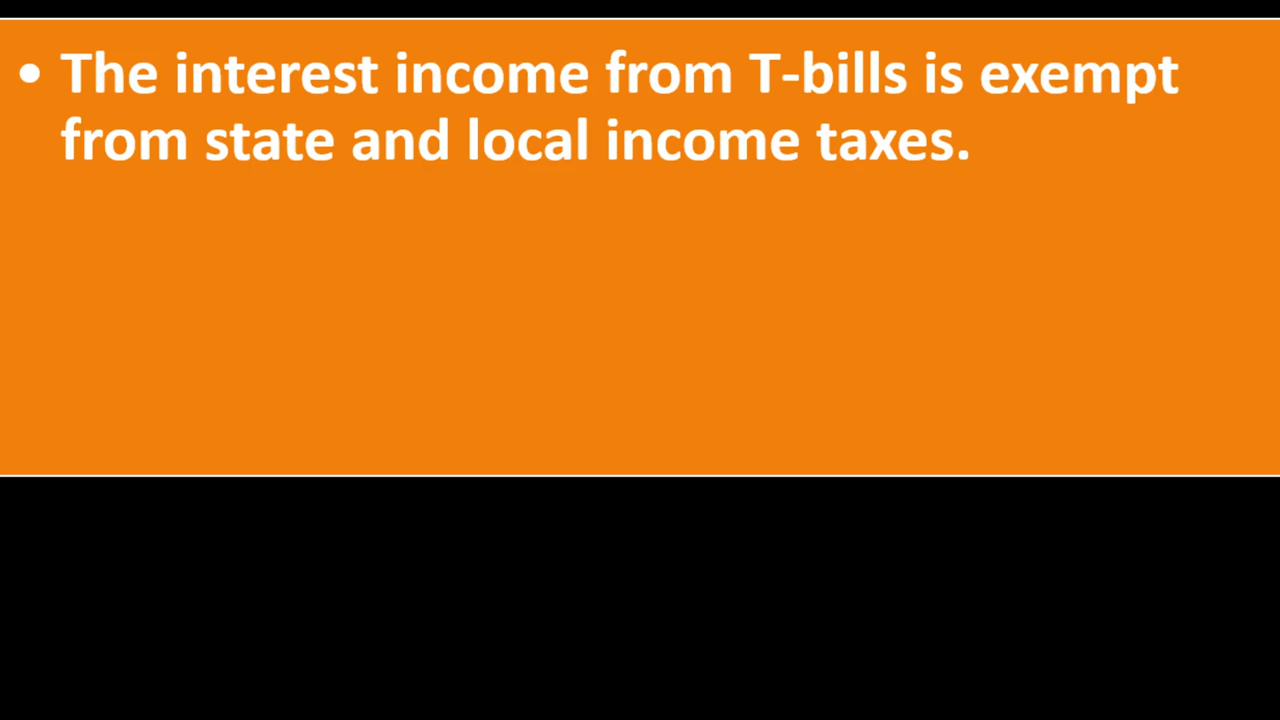 • The interest income from T-bills is exempt
from state and local income taxes.